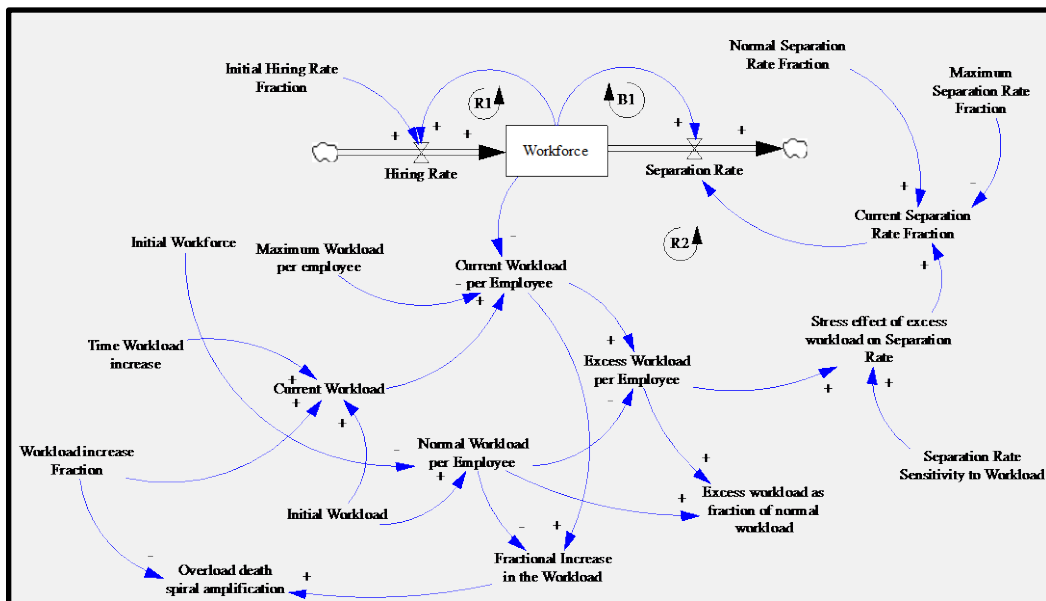 Normal Separation
Rate Fraction
Initial Hiring Rate
Fraction
Maximum
Separation Rate
Fraction
R1
B1
+
+
+
+
+
Workforce
Hiring Rate
Separation Rate
+
-
Current Separation
Rate Fraction
Initial Workforce
Maximum Workload
per employee
-
R2
Current Workload
per Employee
-
+
+
Stress effect of excess
workload on Separation
Rate
Time Workload
increase
+
Excess Workload
per Employee
+
+
Current Workload
+
+
+
-
Normal Workload
per Employee
-
+
Workload increase
Fraction
+
Separation Rate
Sensitivity to Workload
Excess workload as
fraction of normal
workload
+
Initial Workload
-
+
Fractional Increase
in the Workload
-
Overload death
spiral amplification
+